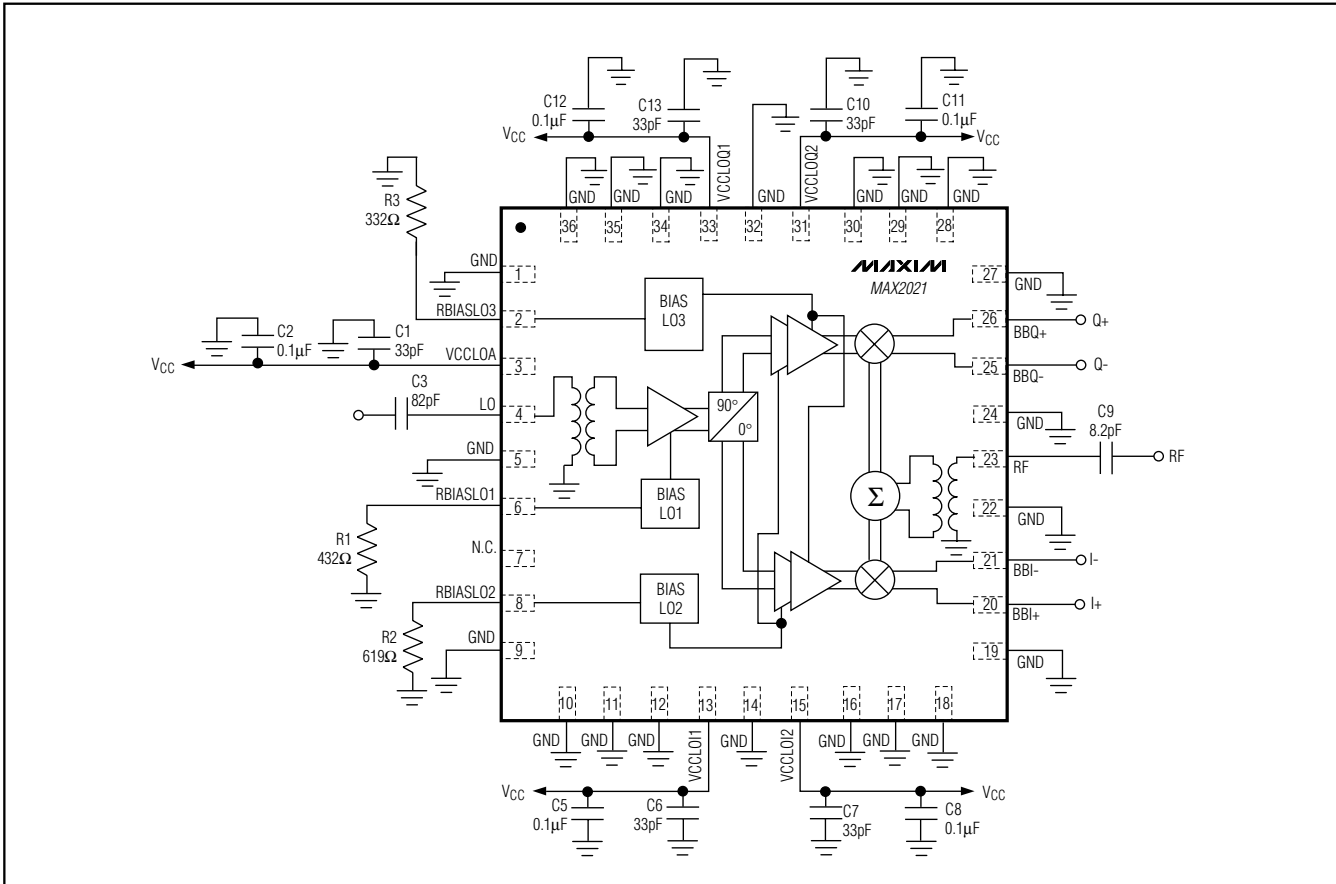 C12
0.1µF
C13
33pF
C10
33pF
C11
0.1µF
VCC
VCC
VCCLOQ1
VCCLOQ2
GND
GND
GND
GND
GND
GND
GND
36
35
34
33
32
31
30
29
28
R3
332Ω
MAXIM
MAX2021
GND
1
RBIASLO3
2
BIAS
LO3
C2
0.1µF
C1
33pF
VCC
VCCLOA
3
C3
82pF
LO
4
90°
0°
GND
5
RBIASLO1
6
BIAS
LO1
R1
432Ω
N.C.
7
RBIASLO2
8
BIAS
LO2
R2
619Ω
GND
9
27
GND
26
BBQ+
Q+
25
BBQ-
Q-
24
GND
C9
8.2pF
23
RF
RF
Σ
22
GND
21
BBI-
I-
20
BBI+
I+
19
GND
10
11
12
13
14
15
16
17
18
GND
GND
GND
VCCLOI1
GND
VCCLOI2
GND
GND
GND
VCC
C5
0.1µF
C6
33pF
C7
33pF
C8
0.1µF
VCC